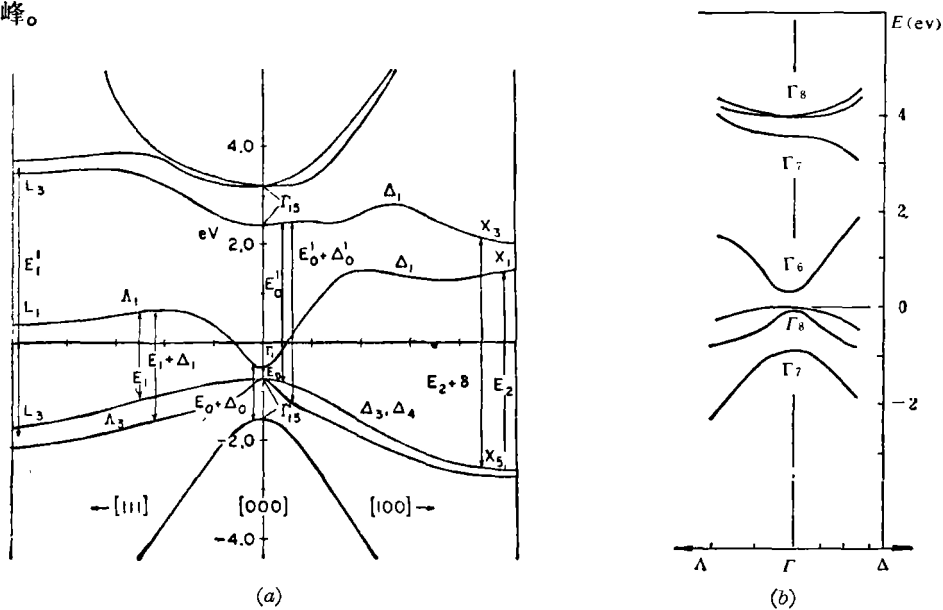 峰。
E(ev)
4.0
Γ8
4
L3
Γ15
Δ1
Γ7
eV
2.0
X3
2
E1'
E0'+Δ0'
X1
Δ1
Γ6
E0'
Λ1
L1
0
Γ1
Γ8
E1+Δ1
E1
E0
E2+δ
E2
Γ7
E0+Δ0
L3
Λ3
Γ15
Δ3, Δ4
-2
-2.0
X5
←[111]
[000]
[100]→
-4.0
Λ
Γ
Δ
(a)
(b)